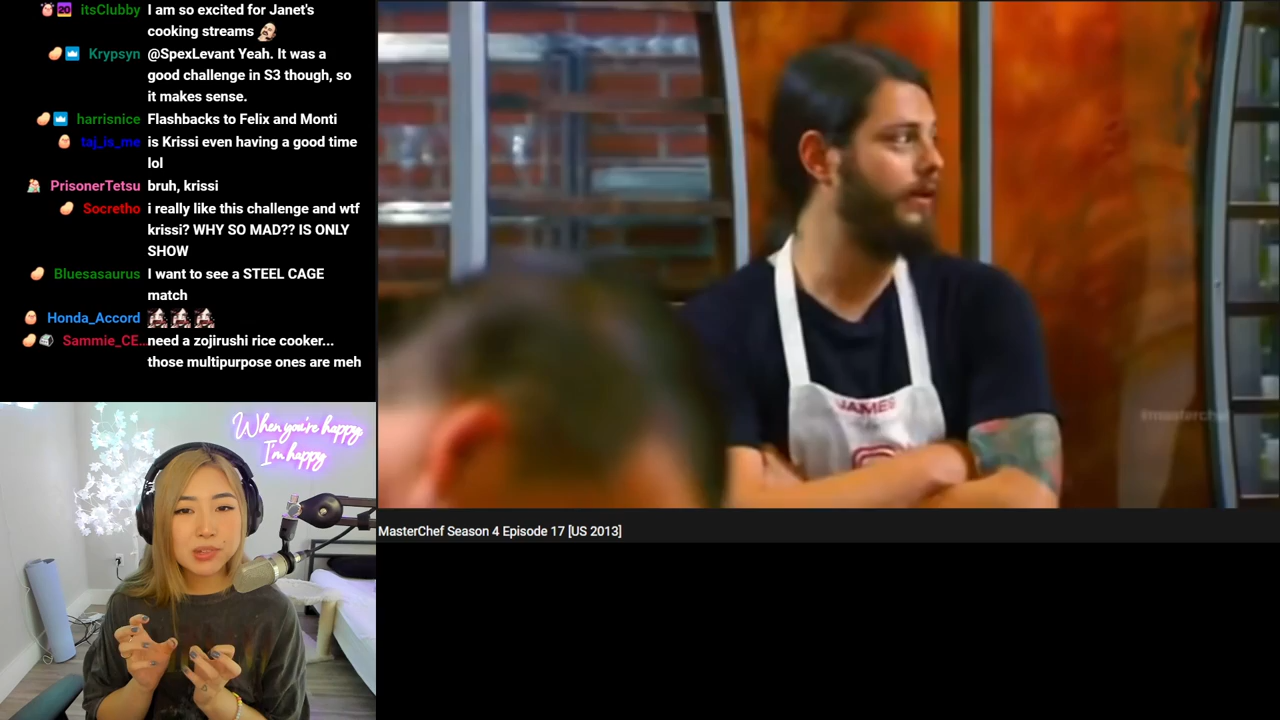 itsClubby I am so excited for Janet's
cooking streams
Krypsyn @SpexLevant Yeah. It was a
good challenge in S3 though, so
it makes sense.
harrisnice Flashbacks to Felix and Monti
taj_is_me is Krissi even having a good time
lol
PrisonerTetsu bruh, krissi
Socretho i really like this challenge and wtf
krissi? WHY SO MAD?? IS ONLY
SHOW
Bluesasaurus I want to see a STEEL CAGE
match
Honda_Accord
Sammie_CE... need a zojirushi rice cooker...
those multipurpose ones are meh
When you're happy,
I'm happy
JAMES
#masterchef
MasterChef Season 4 Episode 17 [US 2013]